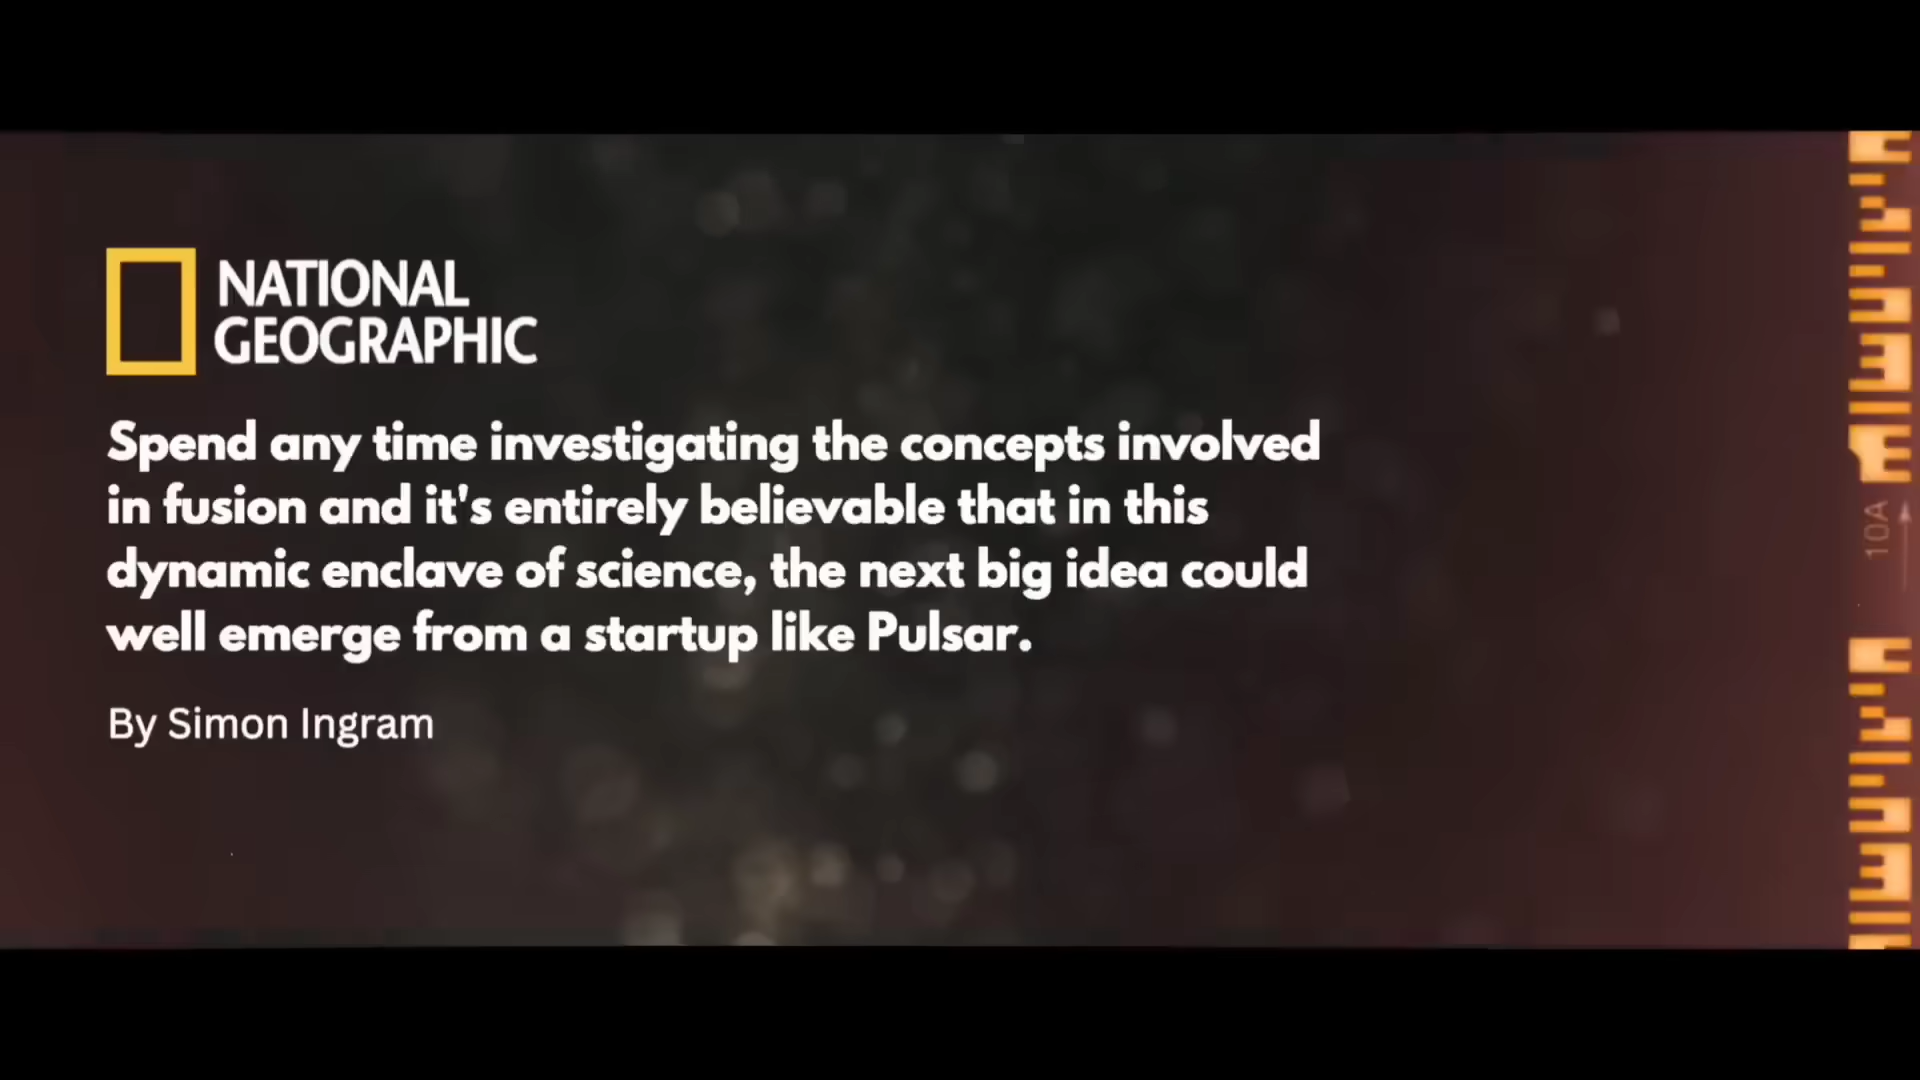 NATIONAL
GEOGRAPHIC
Spend any time investigating the concepts involved
in fusion and it's entirely believable that in this
dynamic enclave of science, the next big idea could
well emerge from a startup like Pulsar.
By Simon Ingram
10A